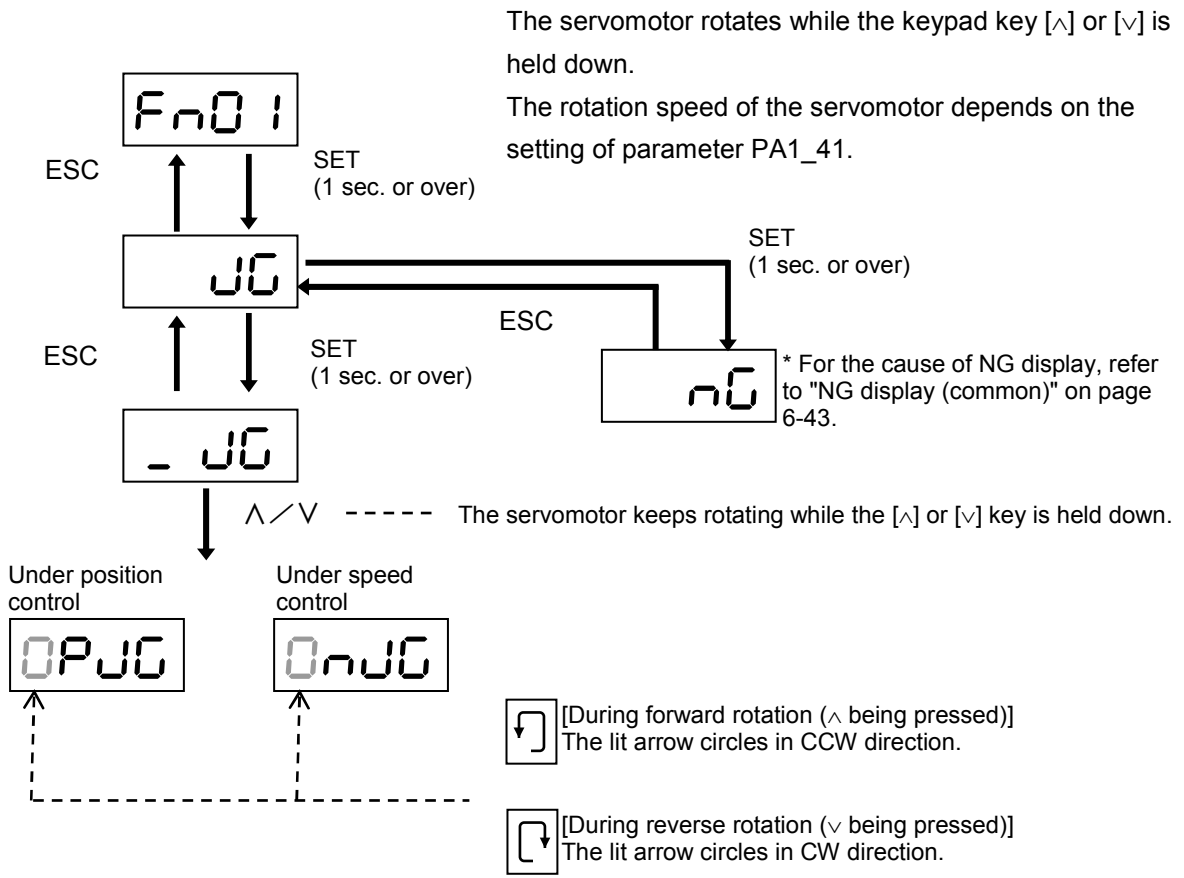 The servomotor rotates while the keypad key [∧] or [∨] is
held down.
The rotation speed of the servomotor depends on the
setting of parameter PA1_41.
Fn01
ESC
SET
(1 sec. or over)
JG
SET
(1 sec. or over)
ESC
ESC
SET
(1 sec. or over)
nG
* For the cause of NG display, refer
to "NG display (common)" on page
6-43.
_ JG
∧／∨ ----- The servomotor keeps rotating while the [∧] or [∨] key is held down.
Under position
control
Under speed
control
0PJG
0nJG
[During forward rotation (∧ being pressed)]
The lit arrow circles in CCW direction.
[During reverse rotation (∨ being pressed)]
The lit arrow circles in CW direction.